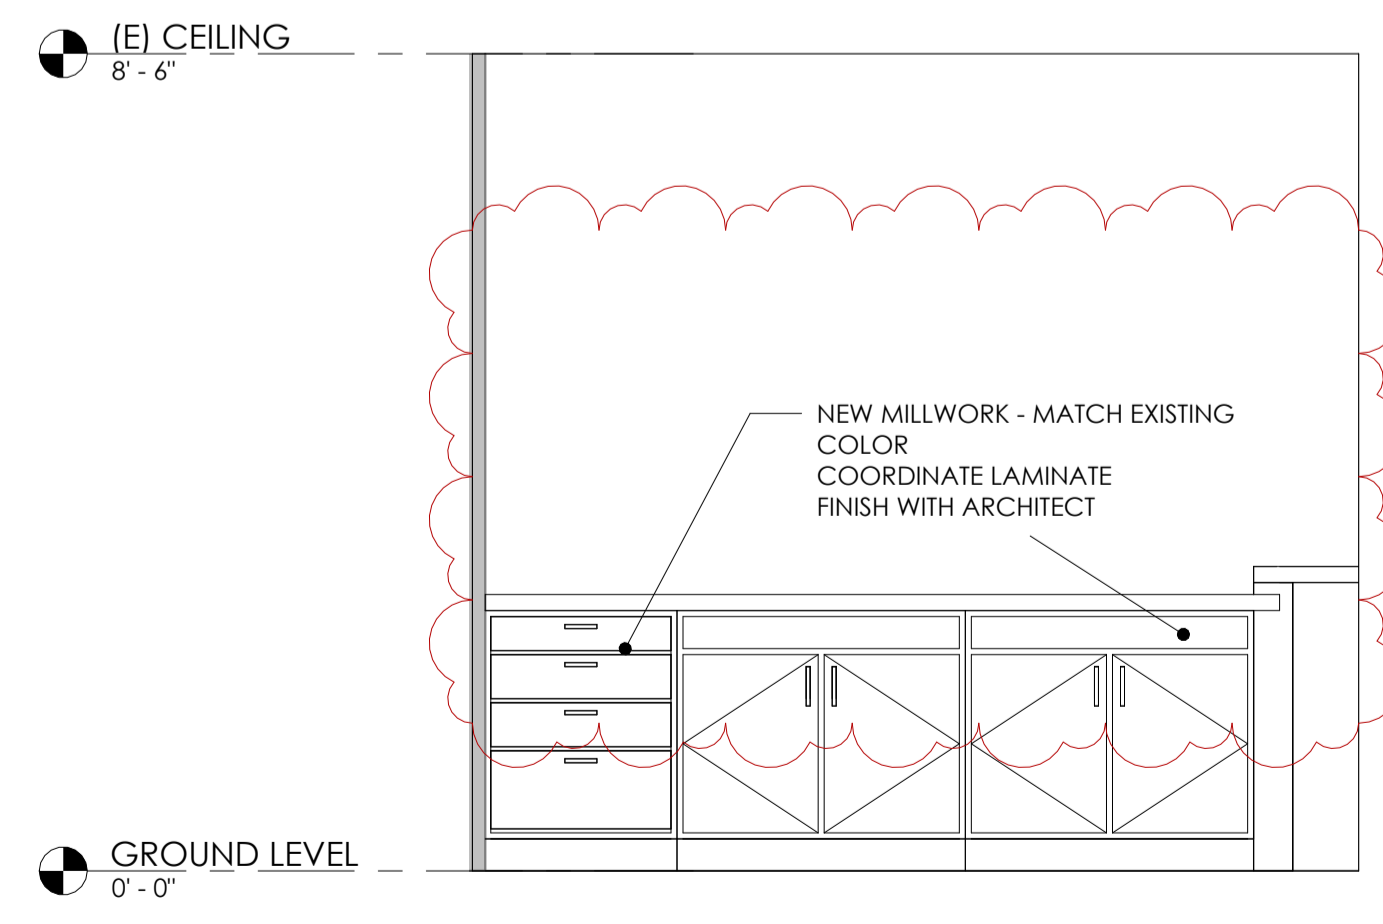 (E) CEILING
8' - 6"
NEW MILLWORK - MATCH EXISTING
COLOR
COORDINATE LAMINATE
FINISH WITH ARCHITECT
GROUND LEVEL
0' - 0"